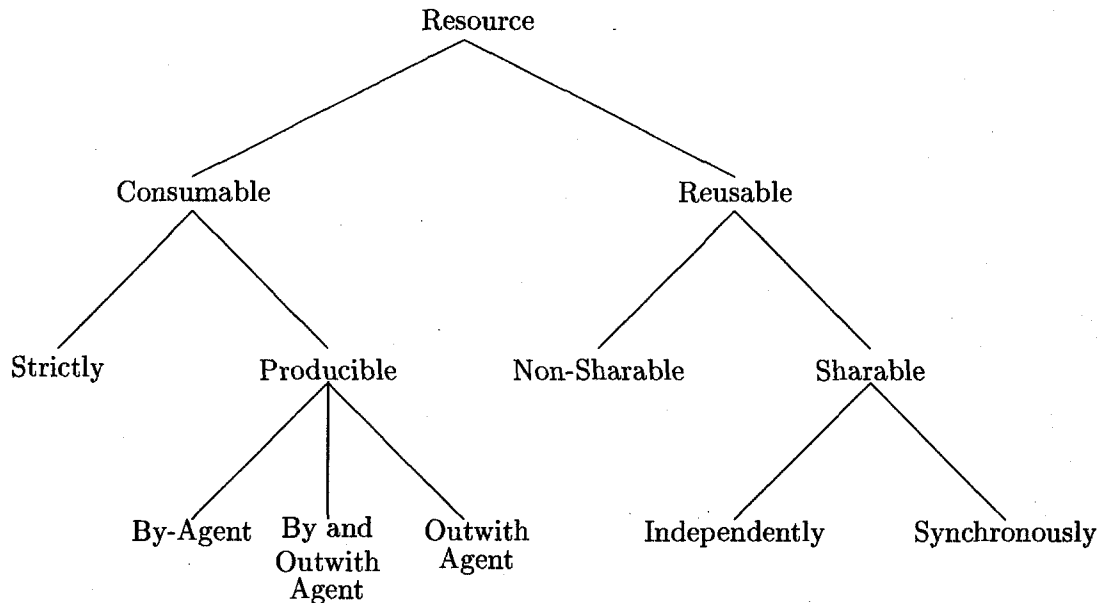 Resource
Consumable
Reusable
Strictly
Producible
Non-Sharable
Sharable
By-Agent
By and
Outwith
Agent
Outwith
Agent
Independently
Synchronously